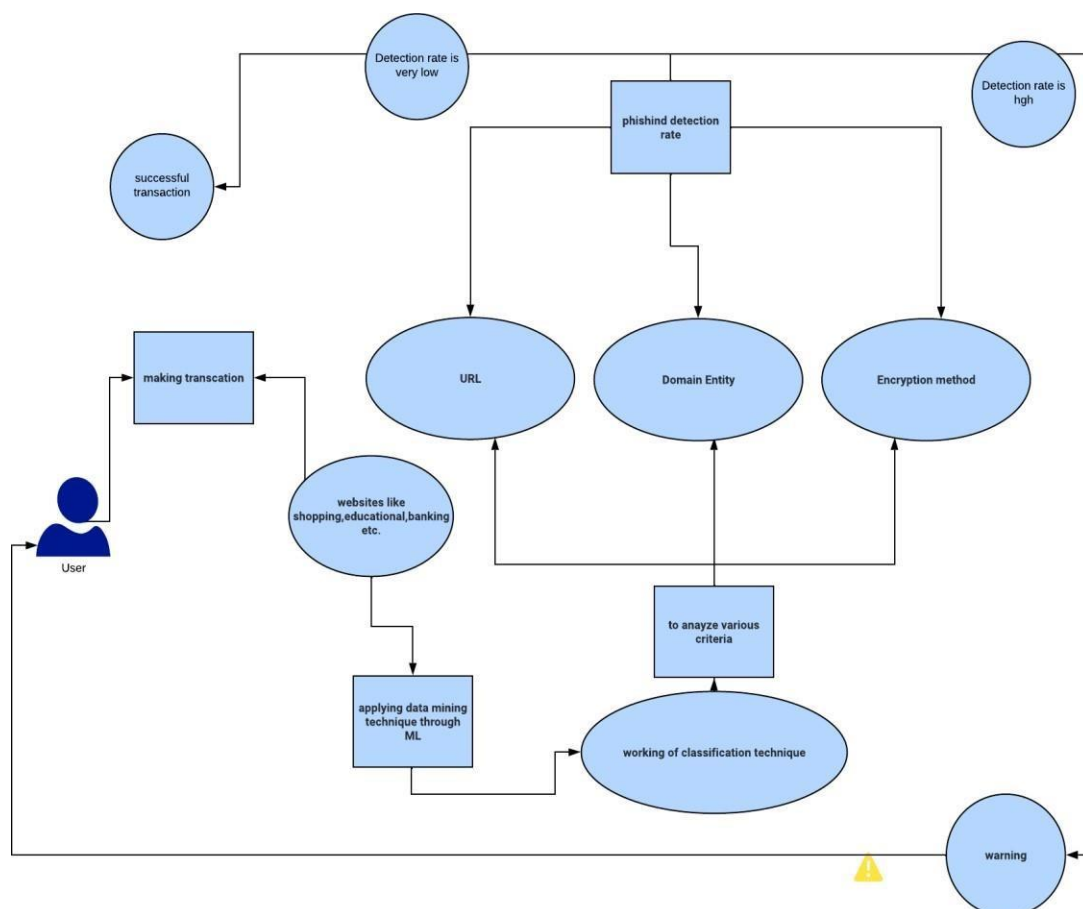 Detection rate is
very low
Detection rate is
hgh
phishind detection
rate
successful
transaction
making transcation
URL
Domain Entity
Encryption method
websites like
shopping,educational,banking
etc.
User
to anayze various
criteria
applying data mining
technique through
ML
working of classification technique
warning